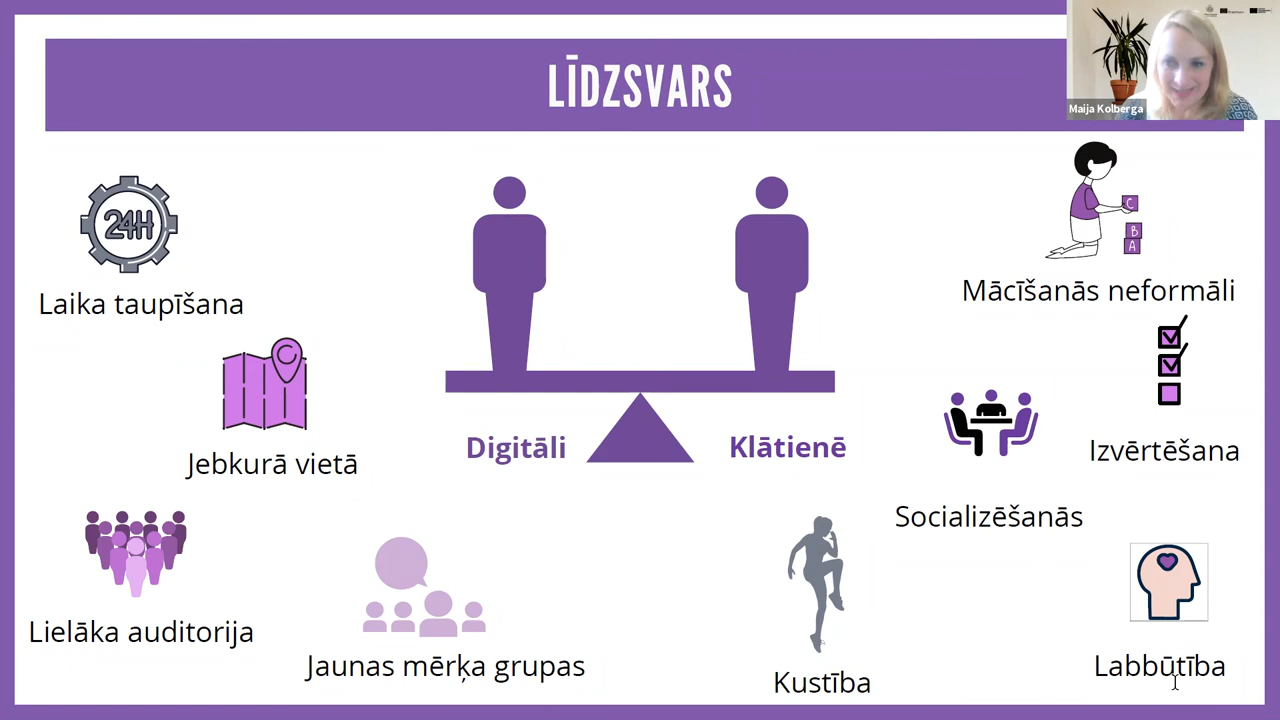 LĪDZSVARS
Maija Kolberga
24H
Laika taupīšana
C
Jebkurā vietā
Lielāka auditorija
Jaunas mērķa grupas
Digitāli
Klātienē
C
B
A
Mācīšanās neformāli
Izvērtēšana
Socializēšanās
Kustība
Labbūtība